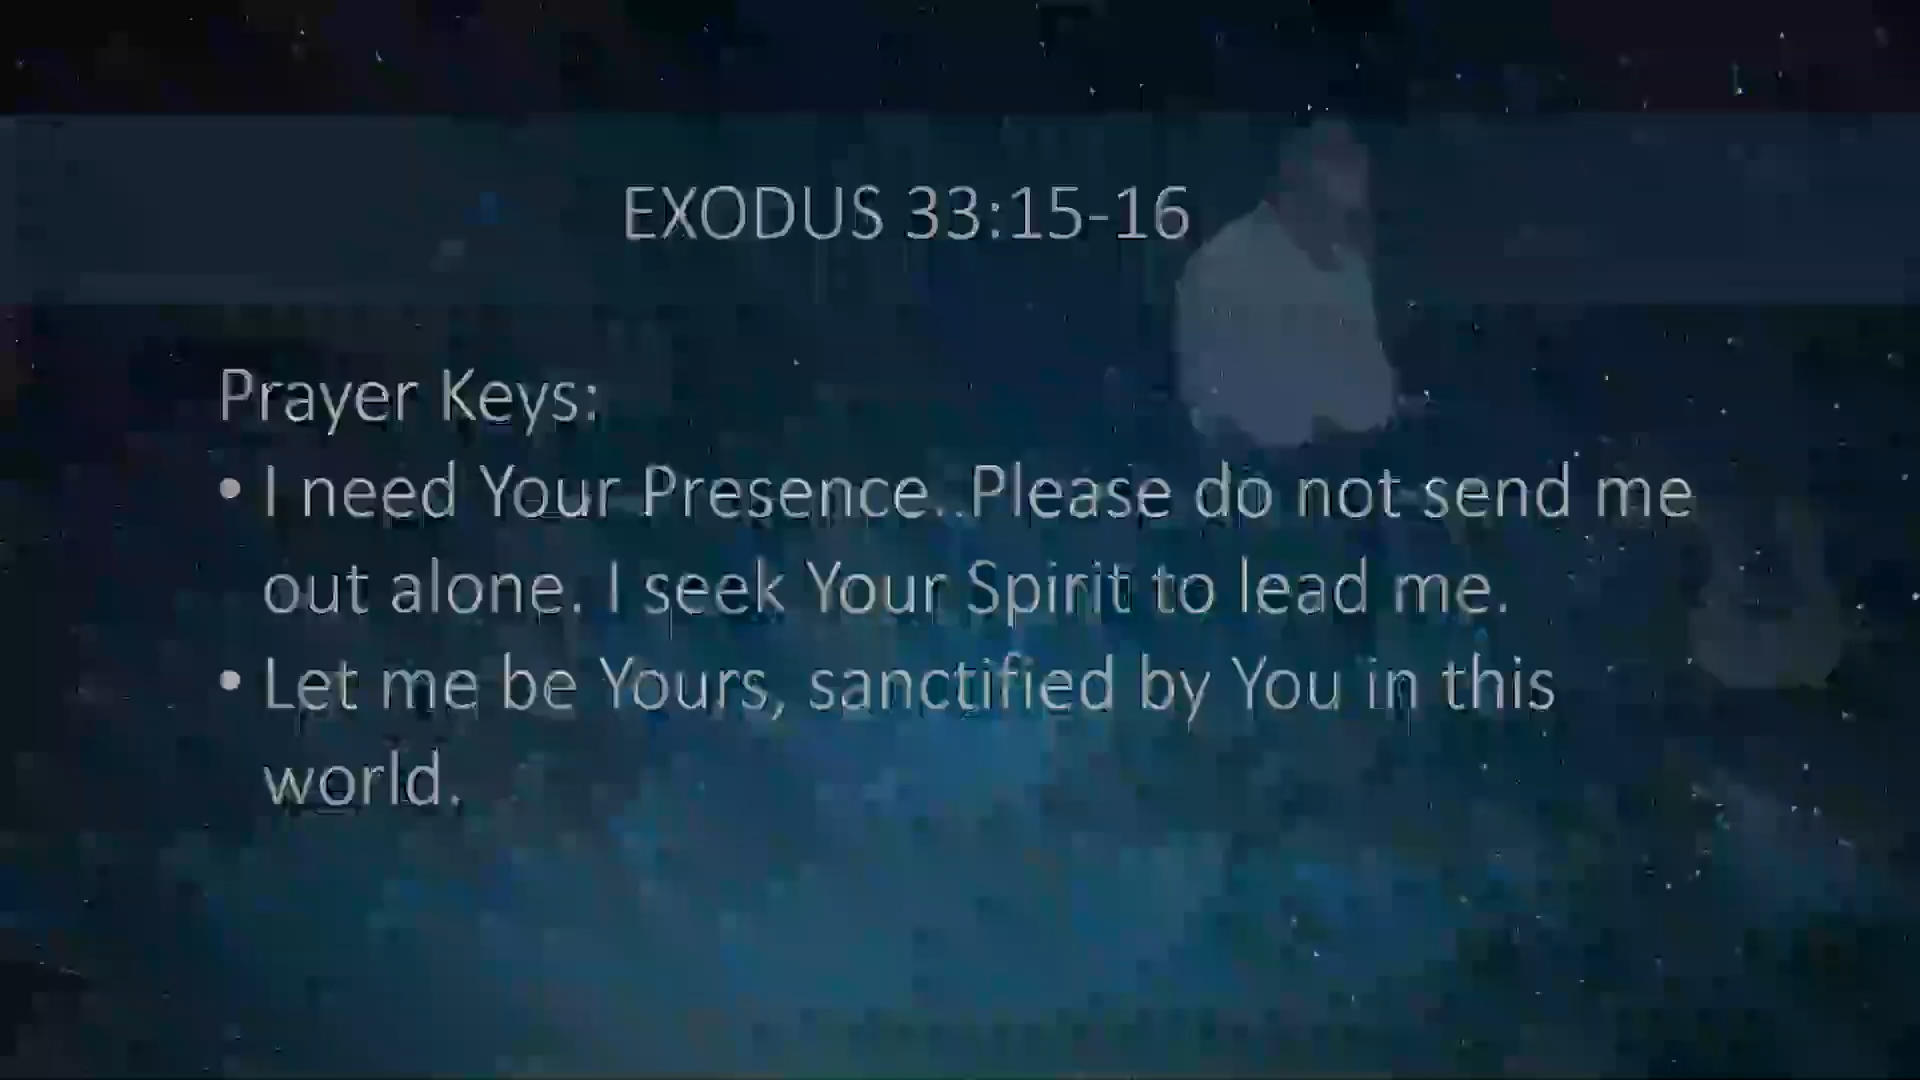 EXODUS 33:15-16
Prayer Keys:
• I need Your Presence. Please do not send me
out alone. I seek Your Spirit to lead me.
• Let me be Yours, sanctified by You in this
world.